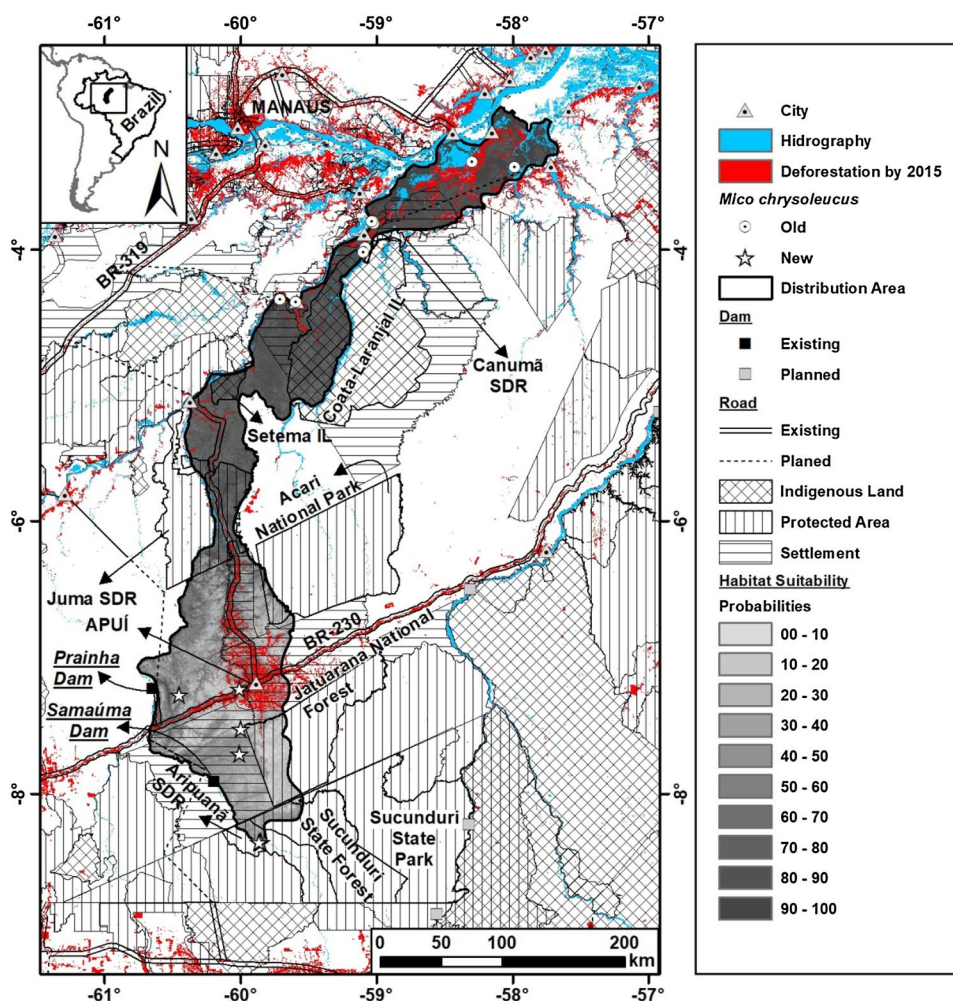 -61° -60° -59° -58° -57°
MANAUS
Brazil
N
BR-319
-4° -4°
Coata-Laranjal IL
Canumã
SDR
Setema IL
Acari
National Park
-6° -6°
Juma SDR
APUÍ
BR-230
Jatuarana National
Forest
Prainha
Dam
Samaúma
Dam
-8° -8°
Aripuanã
SDR
Sucunduri
State Forest
Sucunduri
State
Park
0 50 100 200
km
-61° -60° -59° -58° -57°
City
Hidrography
Deforestation by 2015
Mico chrysoleucus
Old
New
Distribution Area
Dam
Existing
Planned
Road
Existing
Planed
Indigenous Land
Protected Area
Settlement
Habitat Suitability
Probabilities
00 - 10
10 - 20
20 - 30
30 - 40
40 - 50
50 - 60
60 - 70
70 - 80
80 - 90
90 - 100